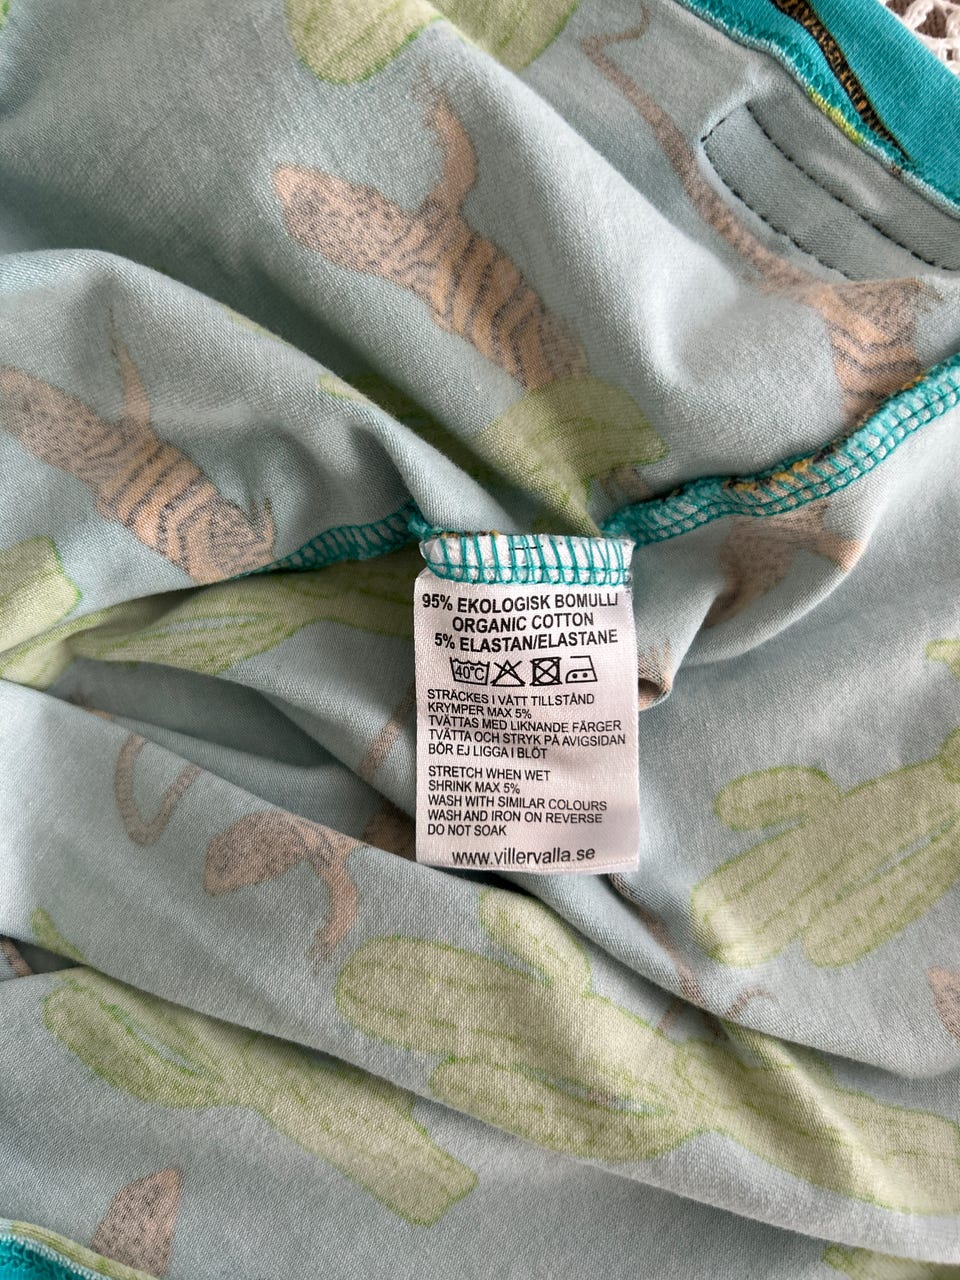 95% EKOLOGISK BOMULL/
ORGANIC COTTON
5% ELASTAN/ELASTANE
40°C
STRÄCKES I VÅTT TILLSTÅND
KRYMPER MAX 5%
TVÄTTAS MED LIKNANDE FÄRGER
TVÄTTA OCH STRYK PÅ AVIGSIDAN
BÖR EJ LIGGA I BLÖT
STRETCH WHEN WET
SHRINK MAX 5%
WASH WITH SIMILAR COLOURS
WASH AND IRON ON REVERSE
DO NOT SOAK
www.villervalla.se